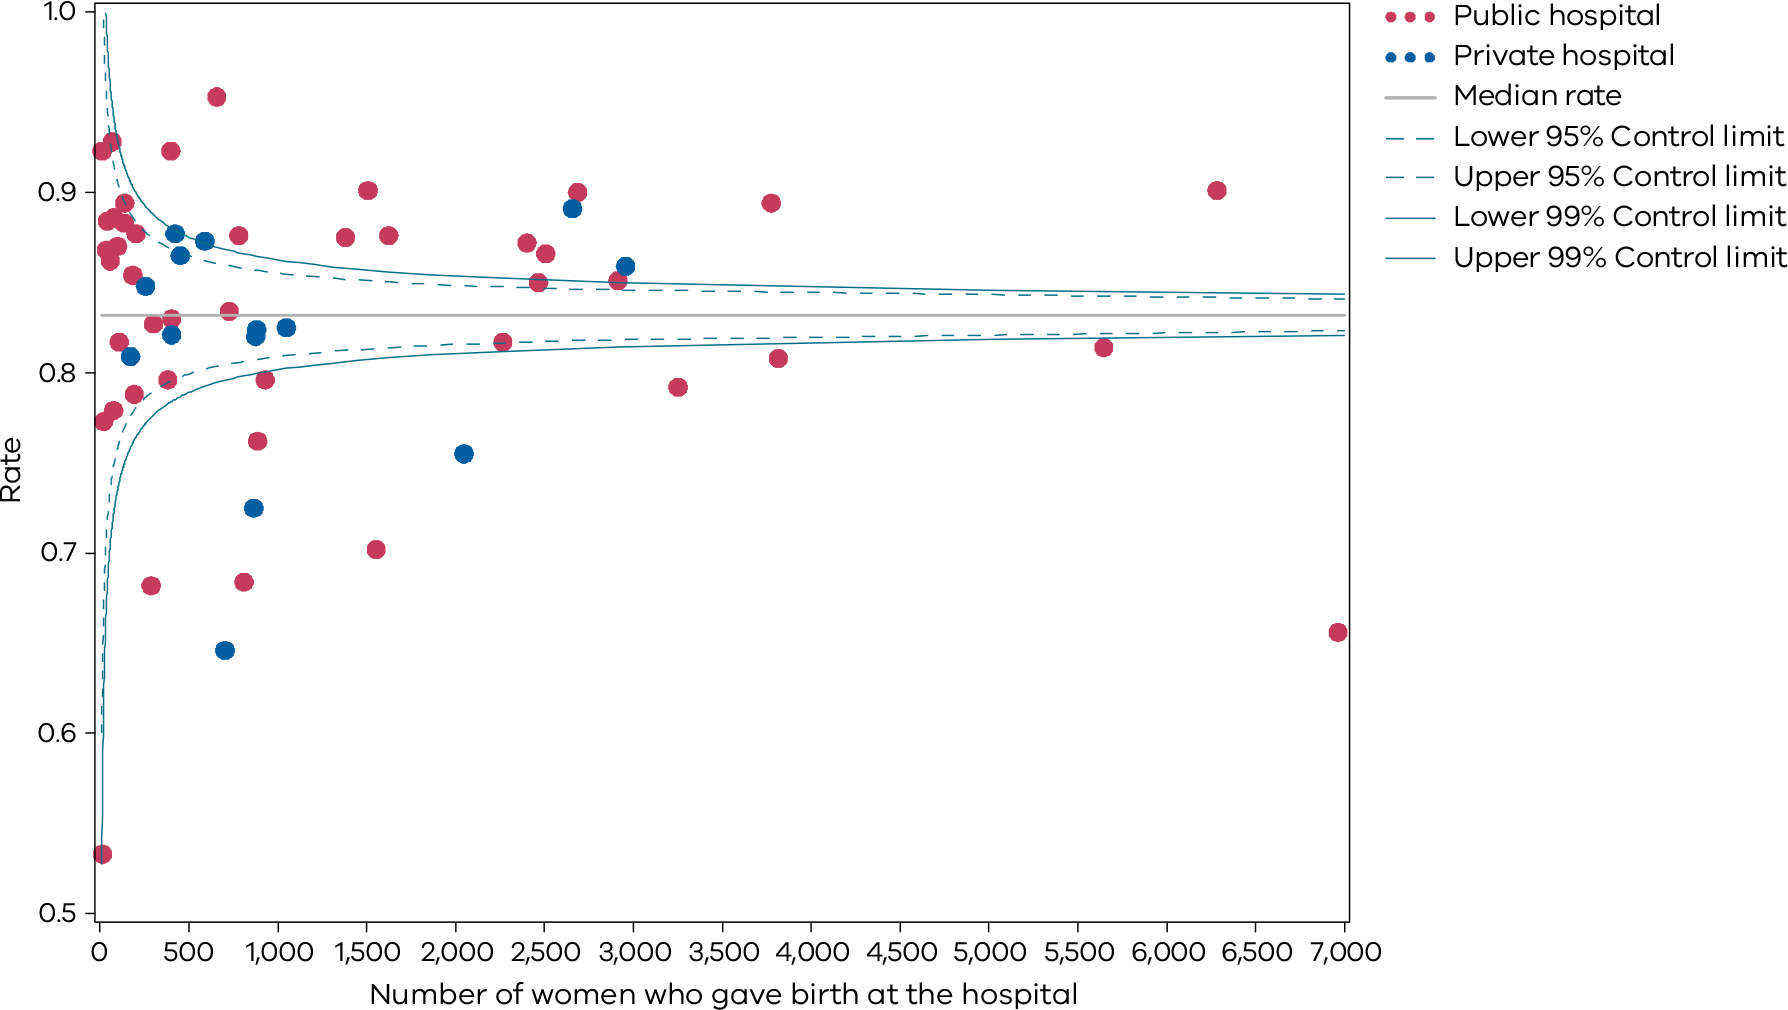 1.0
0.9
0.8
0.7
0.6
0.5
Rate
0 500 1,000 1,500 2,000 2,500 3,000 3,500 4,000 4,500 5,000 5,500 6,000 6,500 7,000
Number of women who gave birth at the hospital
Public hospital
Private hospital
Median rate
Lower 95% Control limit
Upper 95% Control limit
Lower 99% Control limit
Upper 99% Control limit